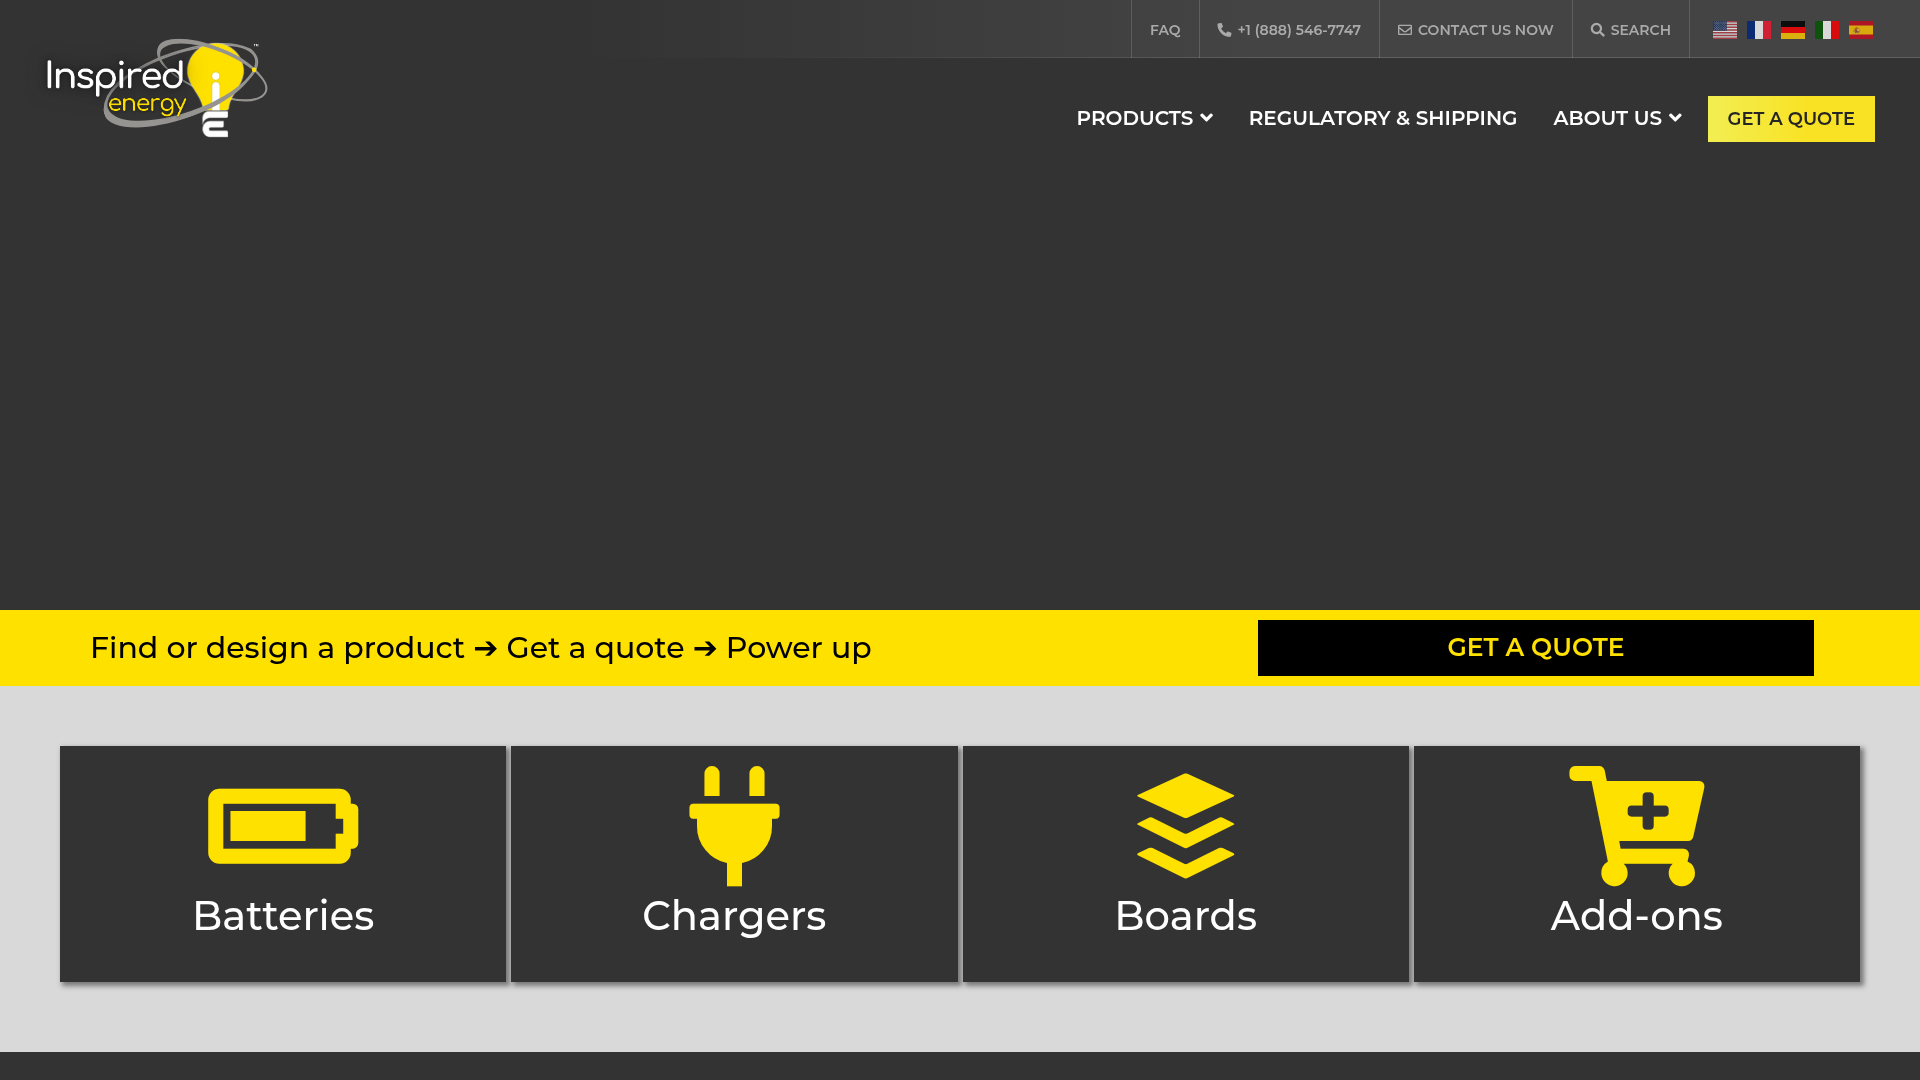 FAQ
+1 (888) 546-7747
CONTACT US NOW
SEARCH
Inspired
energy
™
PRODUCTS
REGULATORY & SHIPPING
ABOUT US
GET A QUOTE
Find or design a product ➔ Get a quote ➔ Power up
GET A QUOTE
Batteries
Chargers
Boards
Add-ons